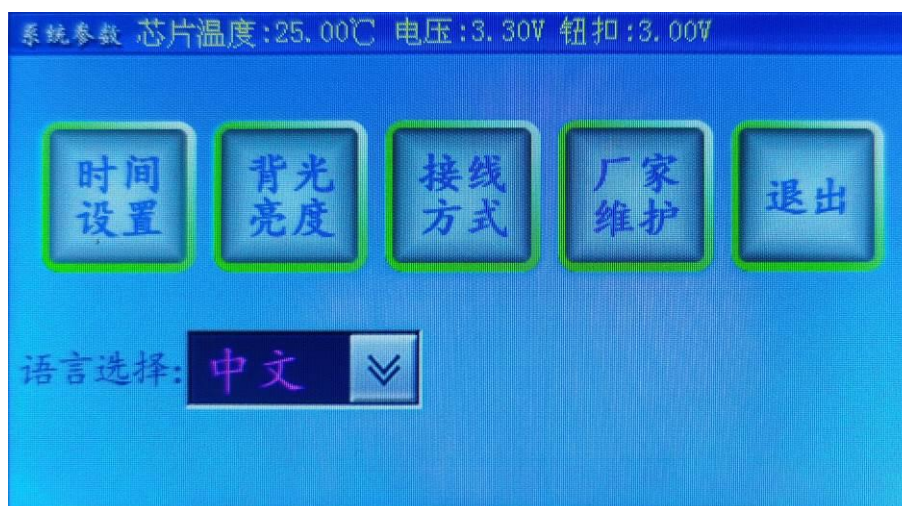 系统参数 芯片温度:25.00℃ 电压:3.30V 钮扣:3.00V
时间
设置
背光
亮度
接线
方式
厂家
维护
退出
语言选择: 中文